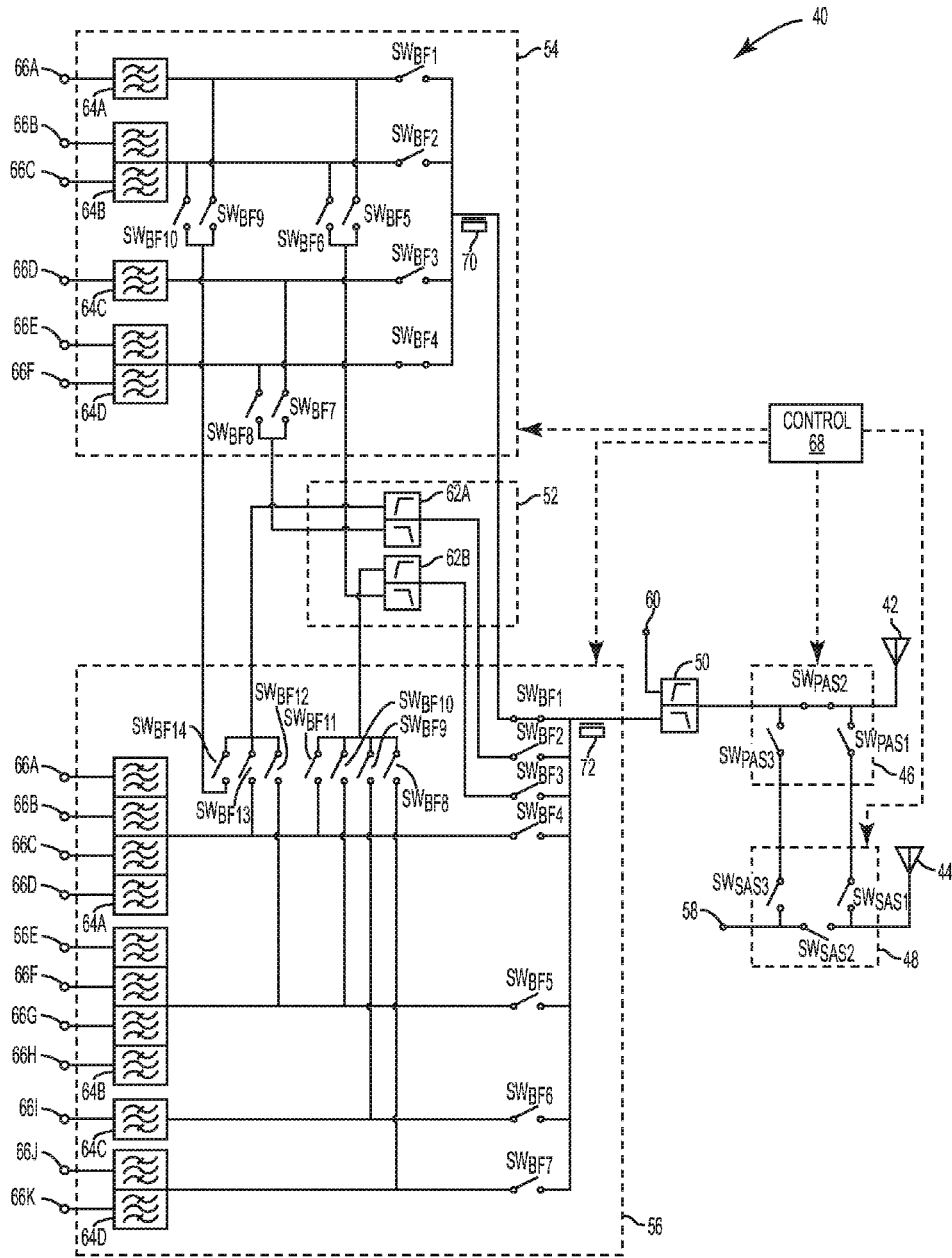 40
54
66A
64A
SWBF1
66B
SWBF2
66C
64B
SWBF10
SWBF9
SWBF6
SWBF5
70
66D
64C
SWBF3
66E
SWBF4
66F
64D
SWBF8
SWBF7
CONTROL
68
62A
52
62B
60
50
42
SWPAS2
SWPAS3
SWPAS1
46
SWBF14
SWBF12
SWBF11
SWBF10
SWBF9
SWBF1
SWBF2
72
SWBF13
SWBF8
SWBF3
SWBF4
66A
66B
66C
66D
64A
44
SWSAS3
SWSAS1
58
SWSAS2
48
66E
66F
SWBF5
66G
66H
64B
66I
64C
SWBF6
66J
SWBF7
66K
64D
56